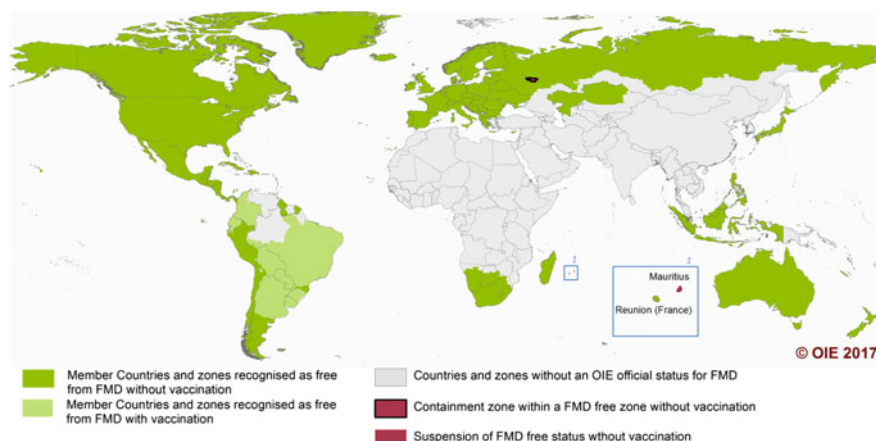 1
1
Mauritius
Reunion (France)
© OIE 2017
Member Countries and zones recognised as free
from FMD without vaccination
Member Countries and zones recognised as free
from FMD with vaccination
Countries and zones without an OIE official status for FMD
Containment zone within a FMD free zone without vaccination
Suspension of FMD free status wthout vaccination